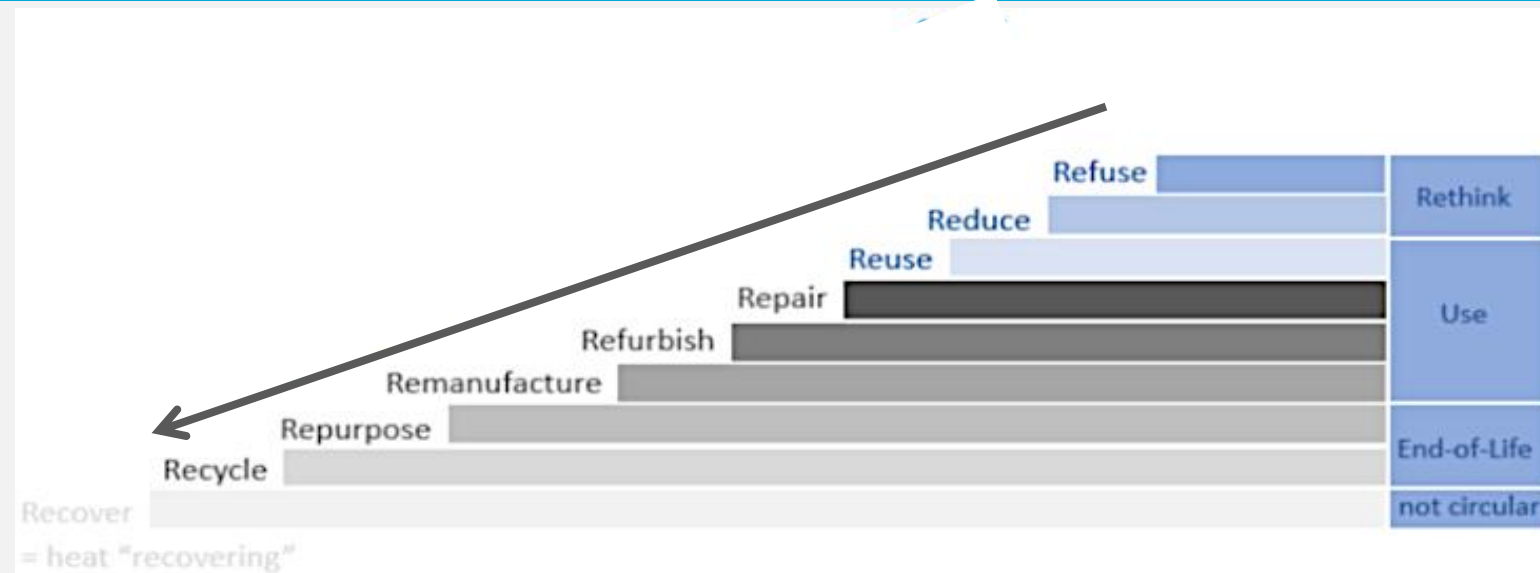 Refuse
Rethink
Reduce
Reuse
Repair
Use
Refurbish
Remanufacture
Repurpose
End-of-Life
Recycle
Recover
not circular
= heat "recovering"